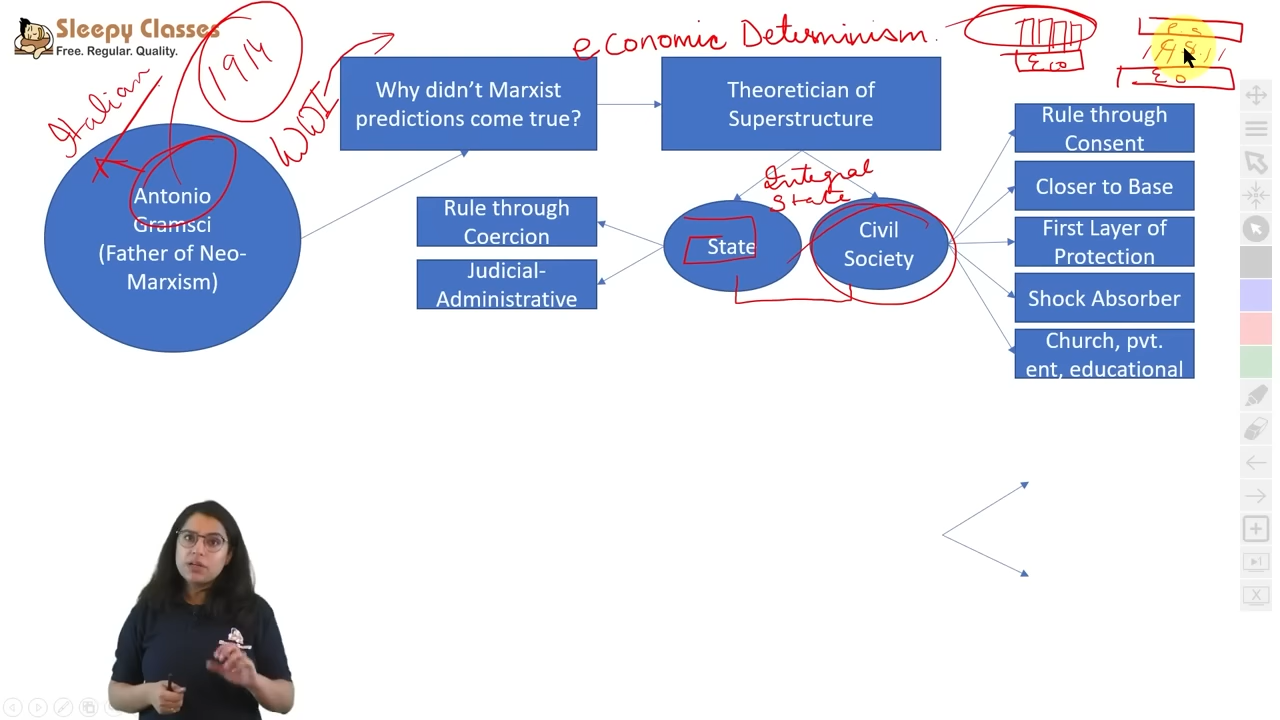 Sleepy Classes
Free. Regular. Quality.
1914
Italian
WWI
economic Determinism.
Eco
Why didn't Marxist
predictions come true?
Theoretician of
Superstructure
Antonio
Gramsci
(Father of Neo-
Marxism)
Integral
State
Rule through
Coercion
Judicial-
Administrative
State
Civil
Society
Rule through
Consent
Closer to Base
First Layer of
Protection
Shock Absorber
Church, pvt.
ent, educational